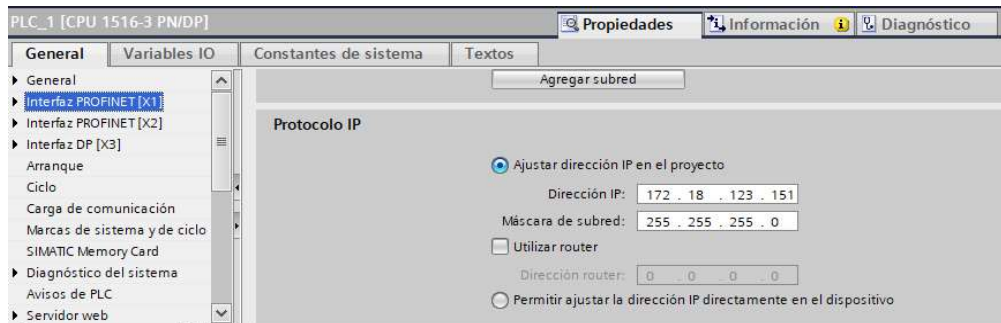 PLC_1 [CPU 1516-3 PN/DP]
Propiedades
Información
Diagnóstico
General
Variables IO
Constantes de sistema
Textos
General
Interfaz PROFINET [X1]
Interfaz PROFINET [X2]
Interfaz DP [X3]
Arranque
Ciclo
Carga de comunicación
Marcas de sistema y de ciclo
SIMATIC Memory Card
Diagnóstico del sistema
Avisos de PLC
Servidor web
Agregar subred
Protocolo IP
Ajustar dirección IP en el proyecto
Dirección IP: 172 . 18 . 123 . 151
Máscara de subred: 255 . 255 . 255 . 0
Utilizar router
Dirección router: 0 . 0 . 0 . 0
Permitir ajustar la dirección IP directamente en el dispositivo